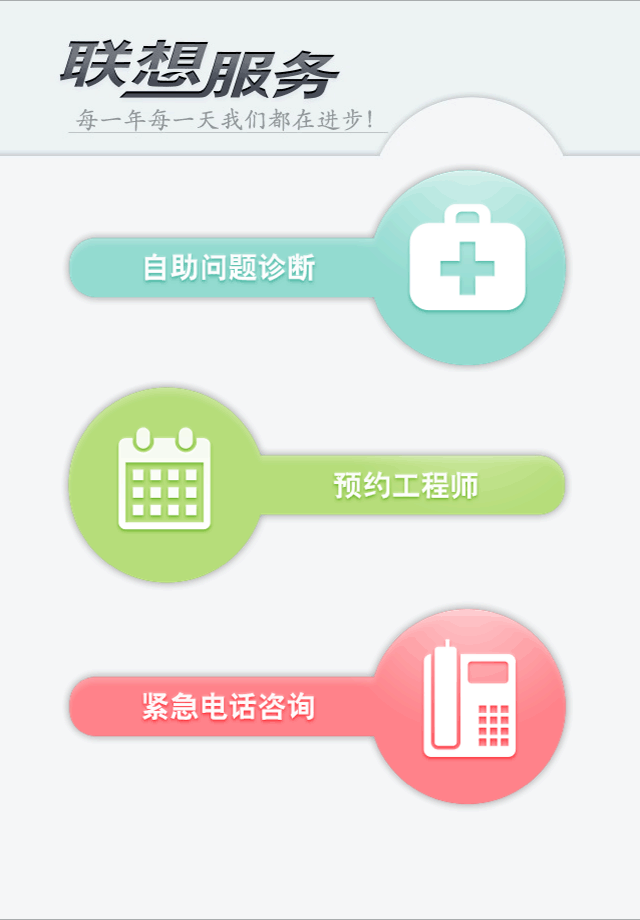 联想服务
每一年每一天我们都在进步！
自助问题诊断
预约工程师
紧急电话咨询